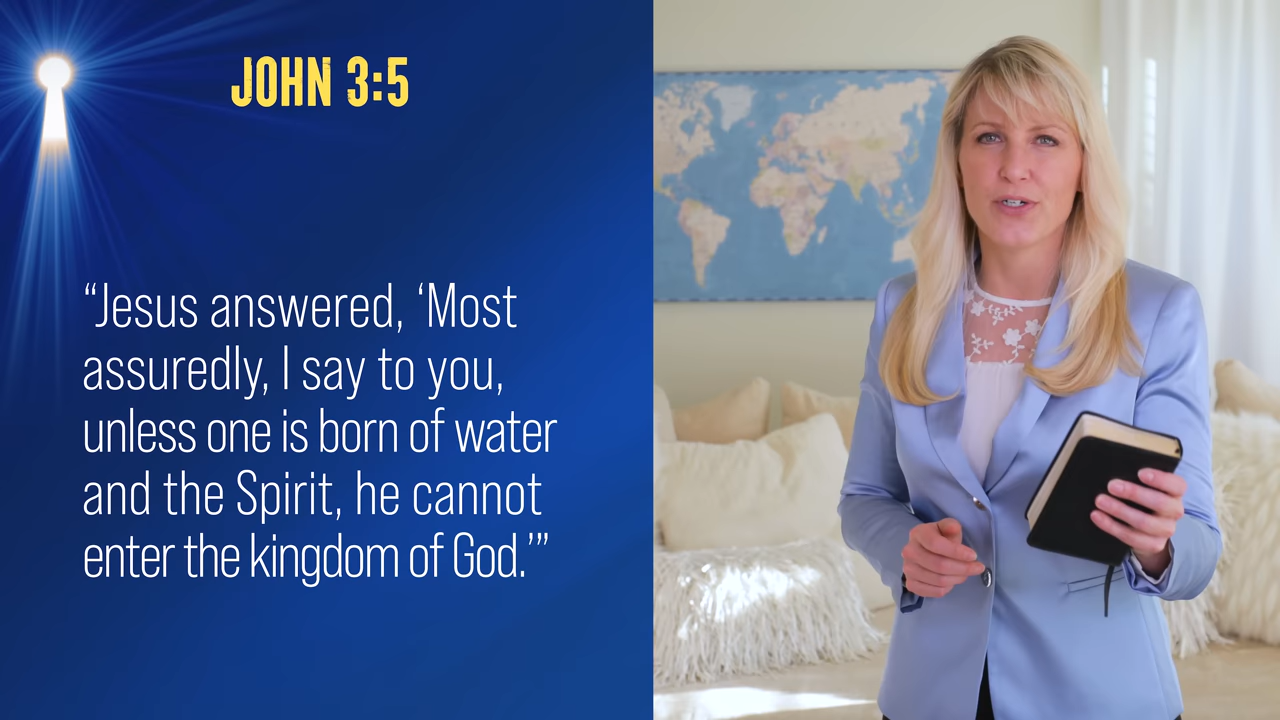 JOHN 3:5
“Jesus answered, ‘Most
assuredly, I say to you,
unless one is born of water
and the Spirit, he cannot
enter the kingdom of God.’”